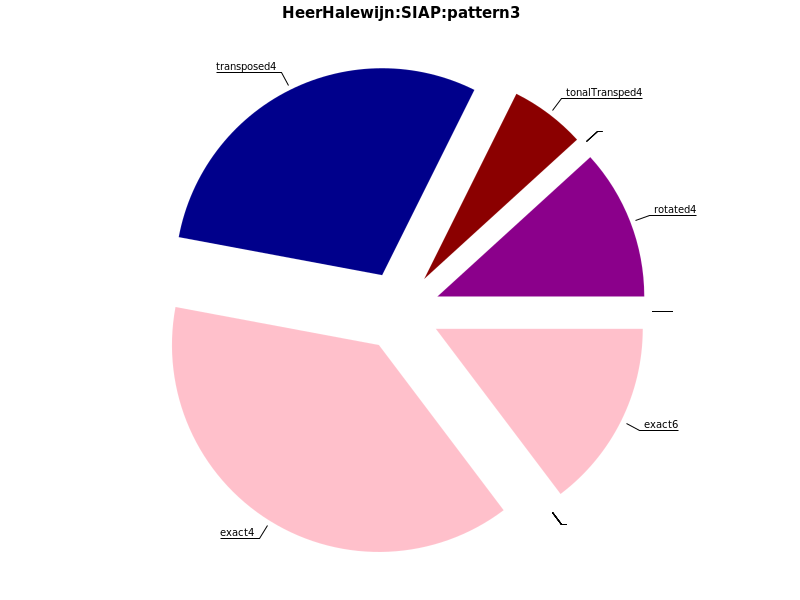 HeerHalewijn:SIAP:pattern3
transposed4
tonalTransped4
rotated4
exact6
exact4